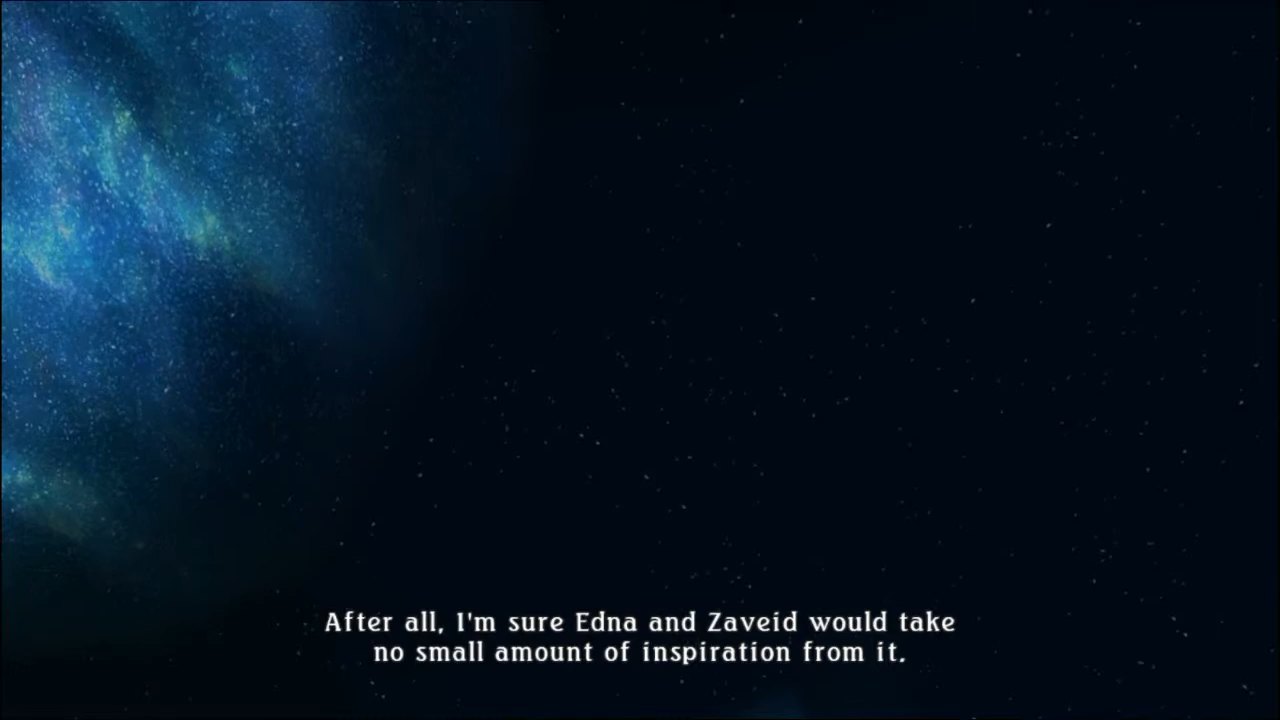 After all, I'm sure Edna and Zaveid would take
no small amount of inspiration from it.